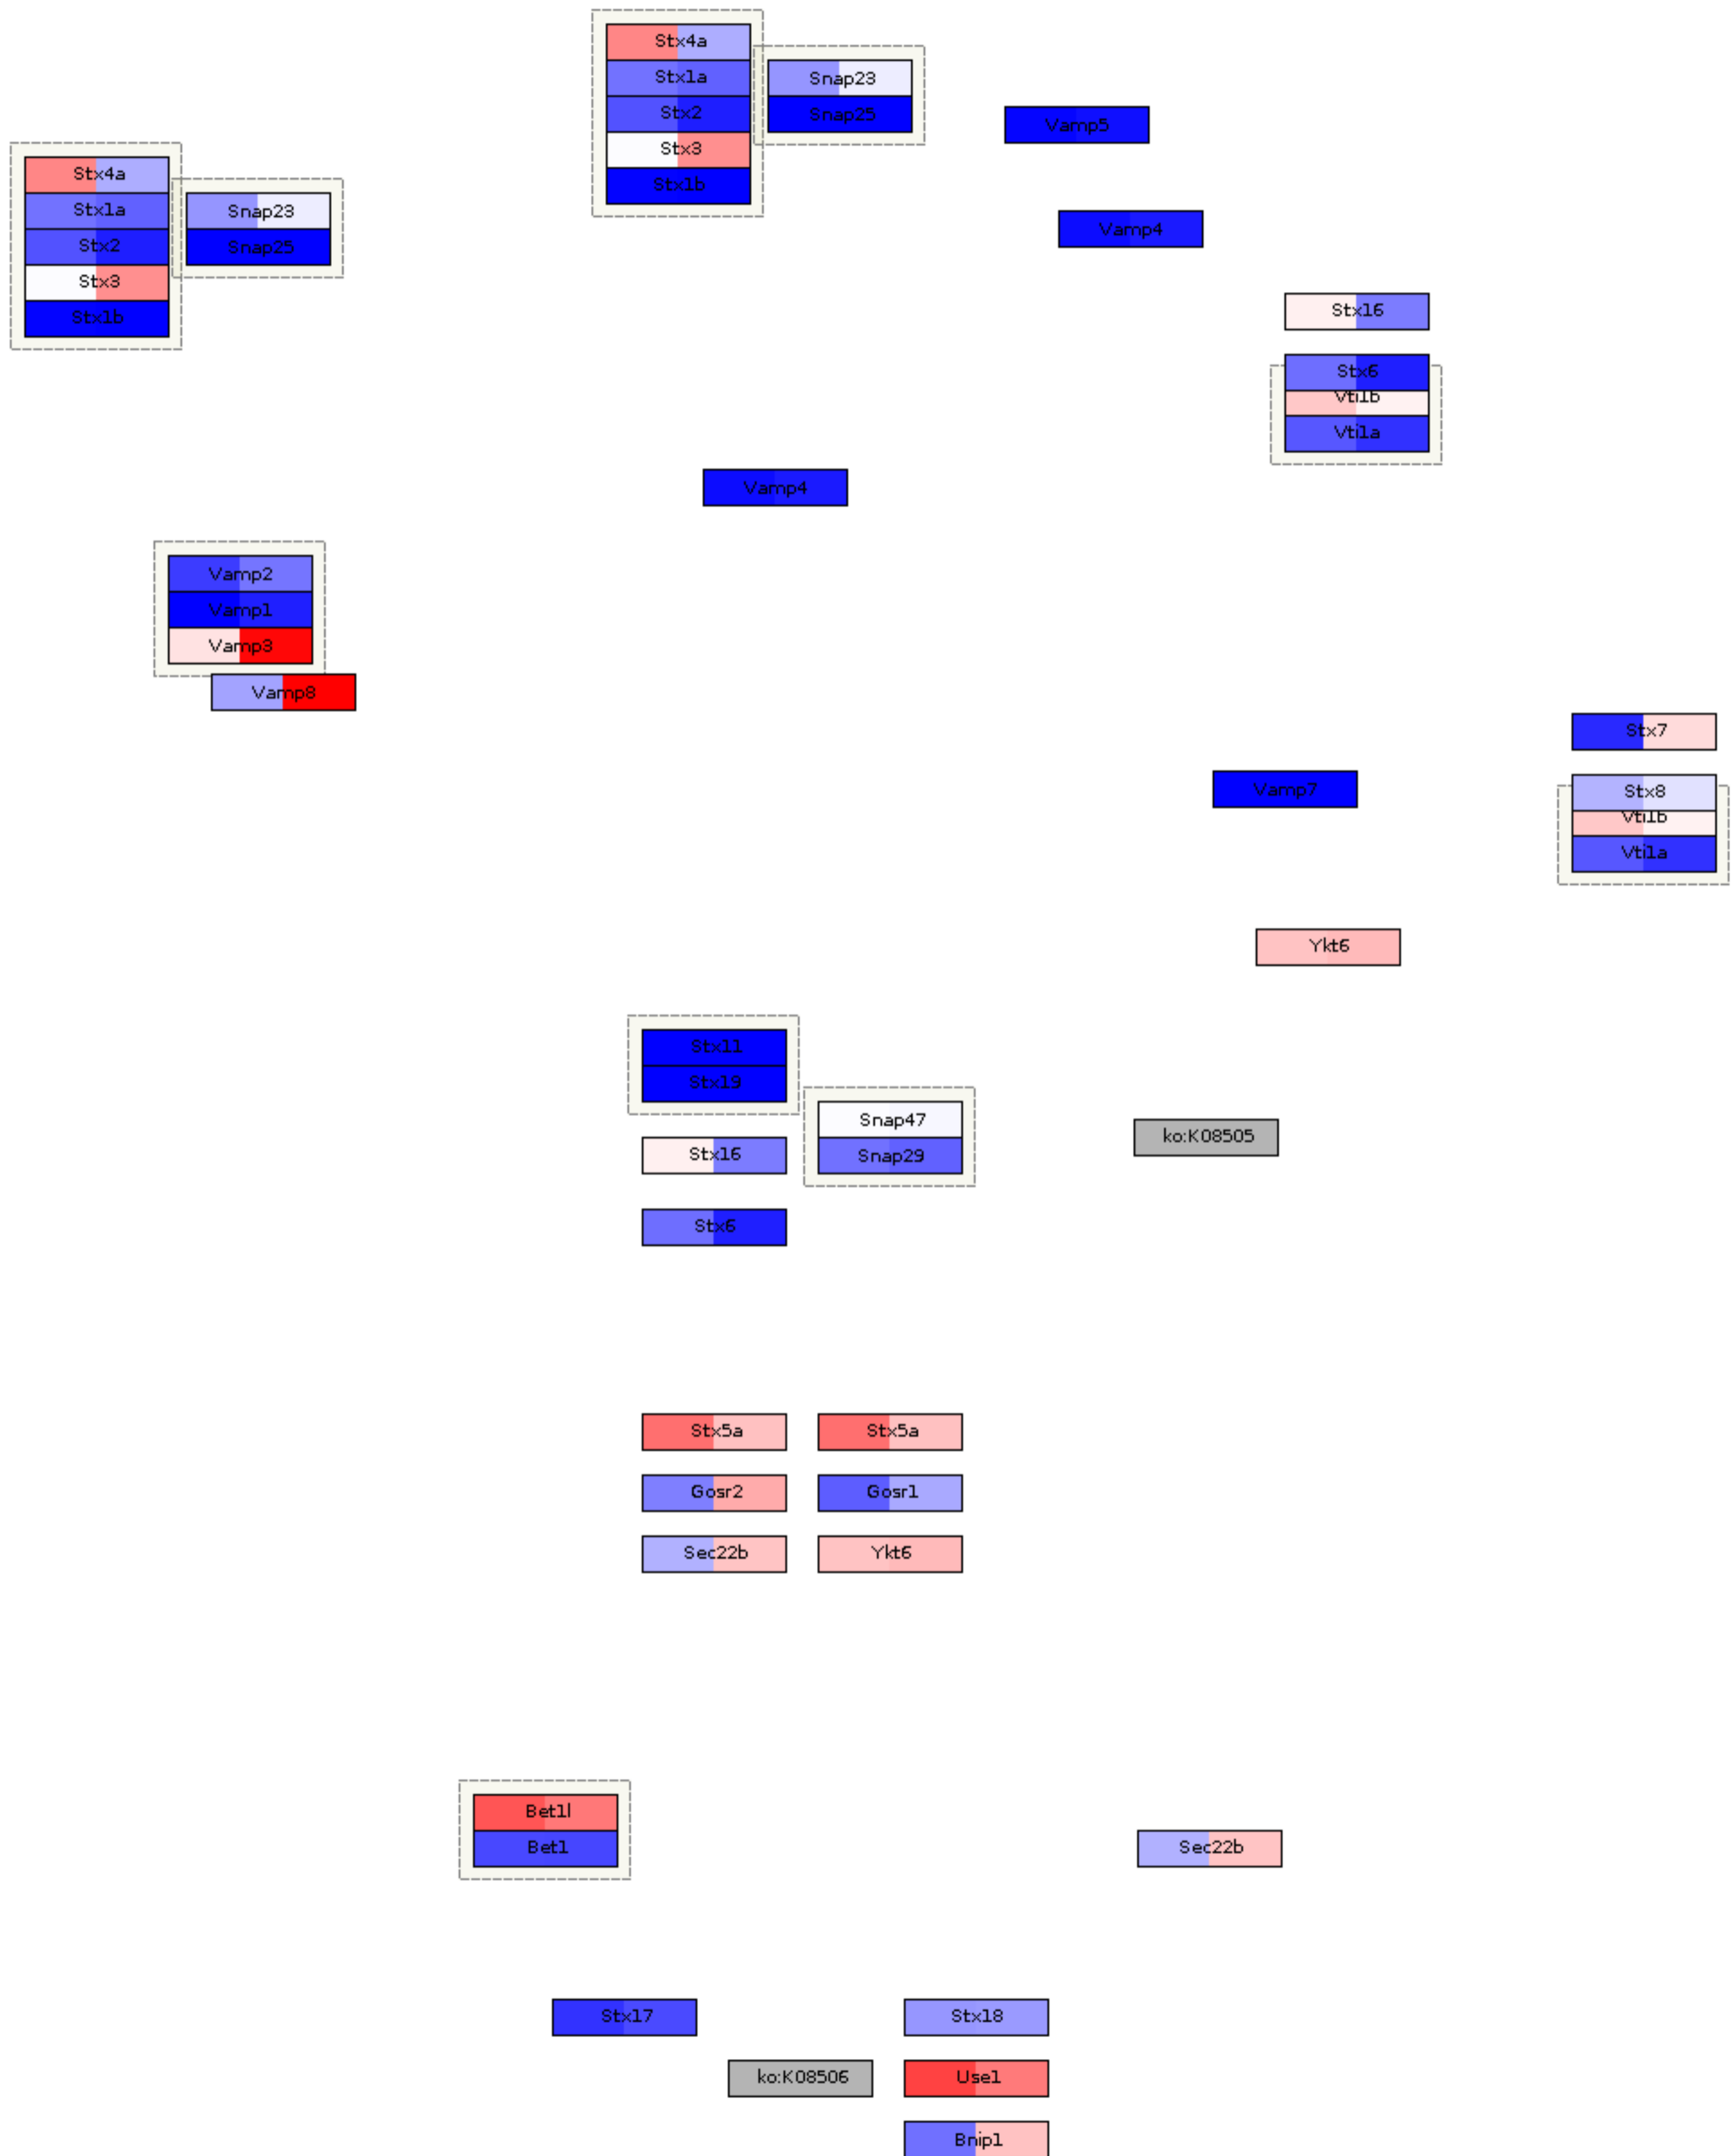 Stx4a
Stx1a
Stx2
Stx3
Stx1b
Snap23
Snap25
Vamp5
Vamp4
Stx4a
Stx1a
Stx2
Stx3
Stx1b
Snap23
Snap25
Stx16
Stx6
Vti1b
Vti1a
Vamp4
Vamp2
Vamp1
Vamp3
Vamp8
Stx7
Stx8
Vti1b
Vti1a
Vamp7
Ykt6
Stx11
Stx19
Snap47
Snap29
Stx16
Stx6
ko:K08505
Stx5a
Stx5a
Gosr2
Gosr1
Sec22b
Ykt6
Bet1l
Bet1
Sec22b
Stx17
Stx18
ko:K08506
Use1
Bnip1